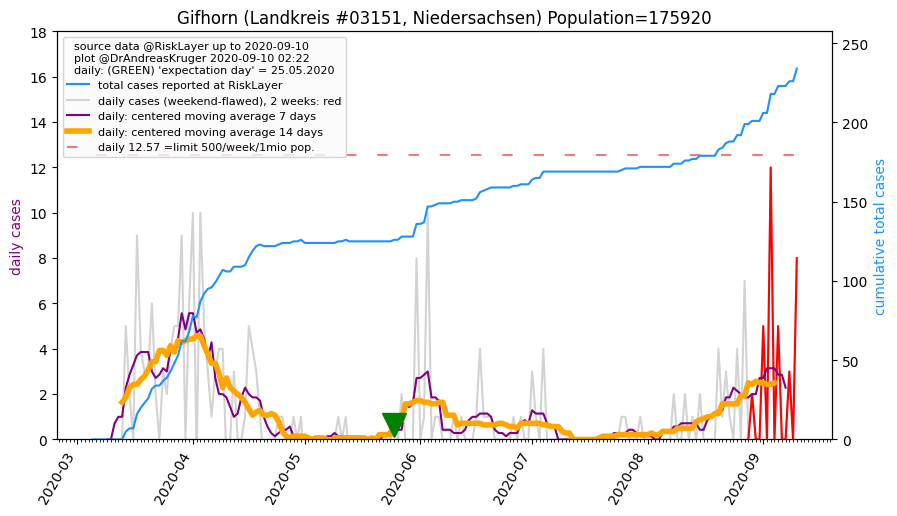 Gifhorn (Landkreis #03151, Niedersachsen) Population=175920
source data @RiskLayer up to 2020-09-10
plot @DrAndreasKruger 2020-09-10 02:22
daily: (GREEN) 'expectation day' = 25.05.2020
total cases reported at RiskLayer
daily cases (weekend-flawed), 2 weeks: red
daily: centered moving average 7 days
daily: centered moving average 14 days
daily 12.57 =limit 500/week/1mio pop.
daily cases
18
16
14
12
10
8
6
4
2
0
250
200
150
100
50
0
cumulative total cases
2020-03
2020-04
2020-05
2020-06
2020-07
2020-08
2020-09